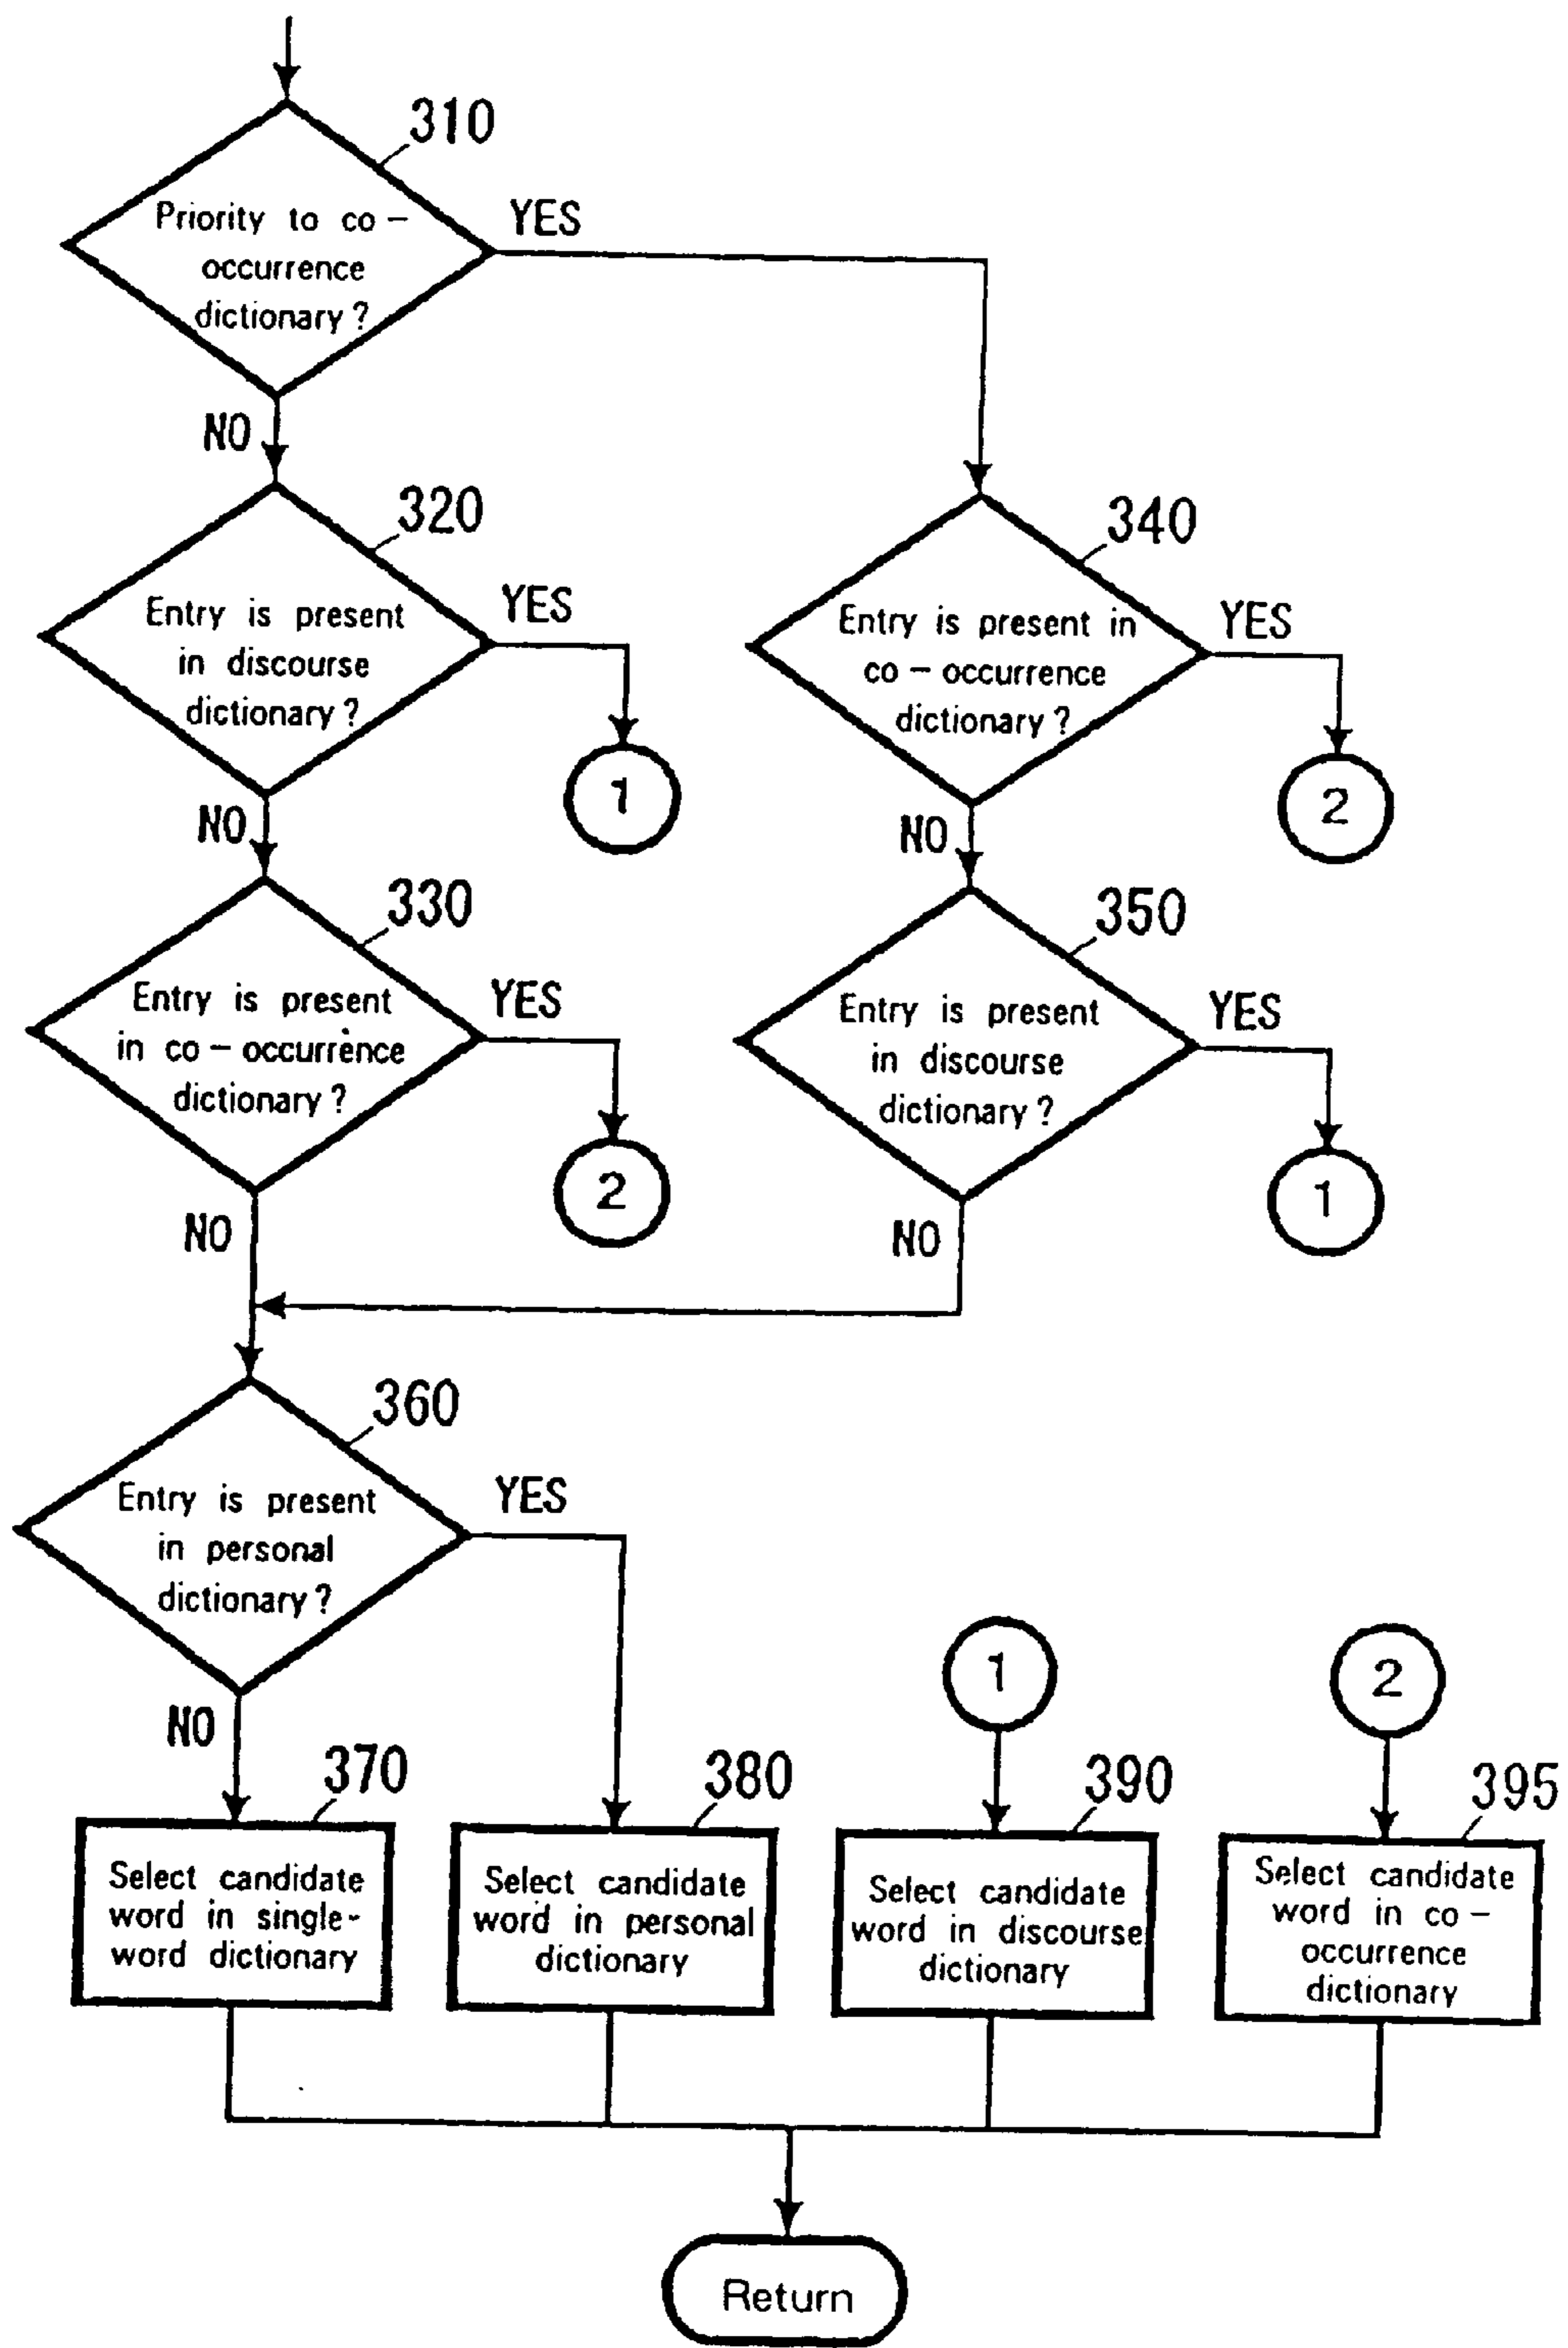 310
Priority to co-
occurrence
dictionary?
YES
NO
320
Entry is present
in discourse
dictionary?
YES
1
NO
340
Entry is present in
co-occurrence
dictionary?
YES
2
NO
330
Entry is present
in co-occurrence
dictionary?
YES
2
NO
350
Entry is present
in discourse
dictionary?
YES
1
NO
360
Entry is present
in personal
dictionary?
YES
NO
370
Select candidate
word in single-
word dictionary
380
Select candidate
word in personal
dictionary
1
390
Select candidate
word in discourse
dictionary
2
395
Select candidate
word in co-
occurrence
dictionary
Return